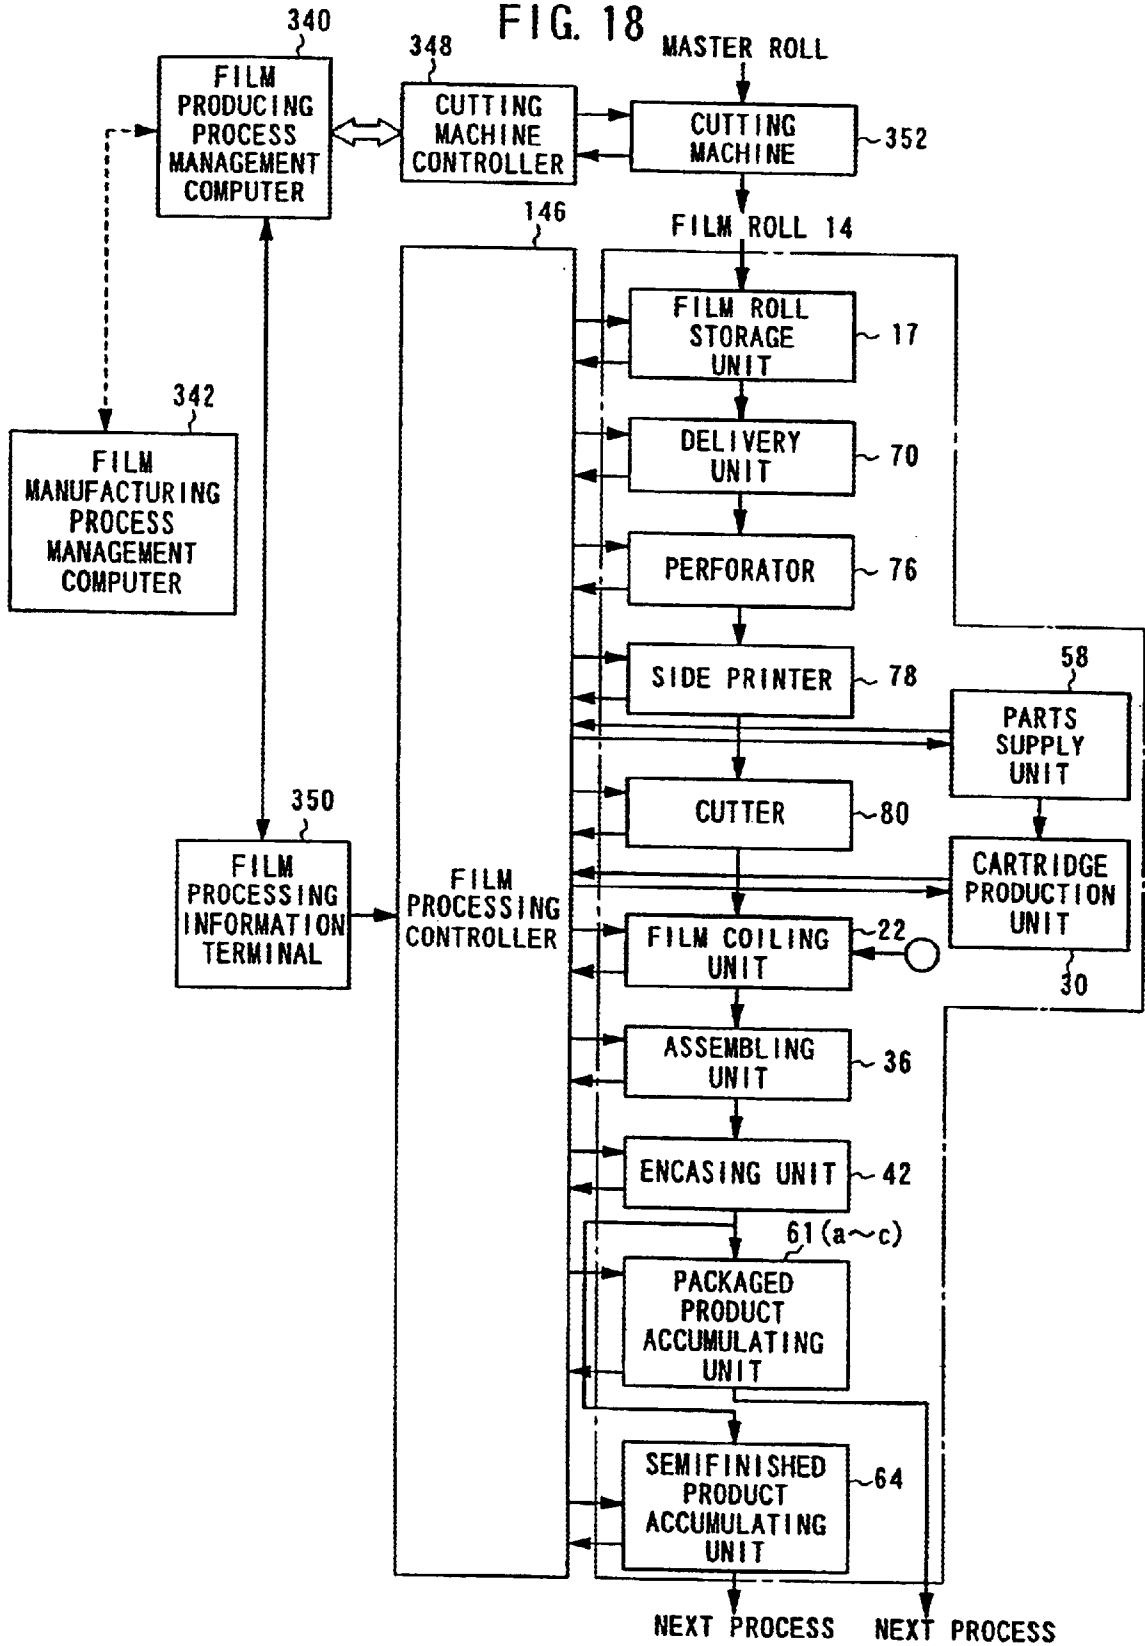 FIG. 18
340
FILM
PRODUCING
PROCESS
MANAGEMENT
COMPUTER
348
CUTTING
MACHINE
CONTROLLER
MASTER ROLL
CUTTING
MACHINE
352
FILM ROLL 14
146
FILM
PROCESSING
CONTROLLER
342
FILM
MANUFACTURING
PROCESS
MANAGEMENT
COMPUTER
350
FILM
PROCESSING
INFORMATION
TERMINAL
FILM ROLL
STORAGE
UNIT
17
DELIVERY
UNIT
70
PERFORATOR
76
SIDE PRINTER
78
58
PARTS
SUPPLY
UNIT
CUTTER
80
CARTRIDGE
PRODUCTION
UNIT
30
FILM COILING
UNIT
22
ASSEMBLING
UNIT
36
ENCASING UNIT
42
61(a~c)
PACKAGED
PRODUCT
ACCUMULATING
UNIT
SEMIFINISHED
PRODUCT
ACCUMULATING
UNIT
64
NEXT PROCESS
NEXT PROCESS